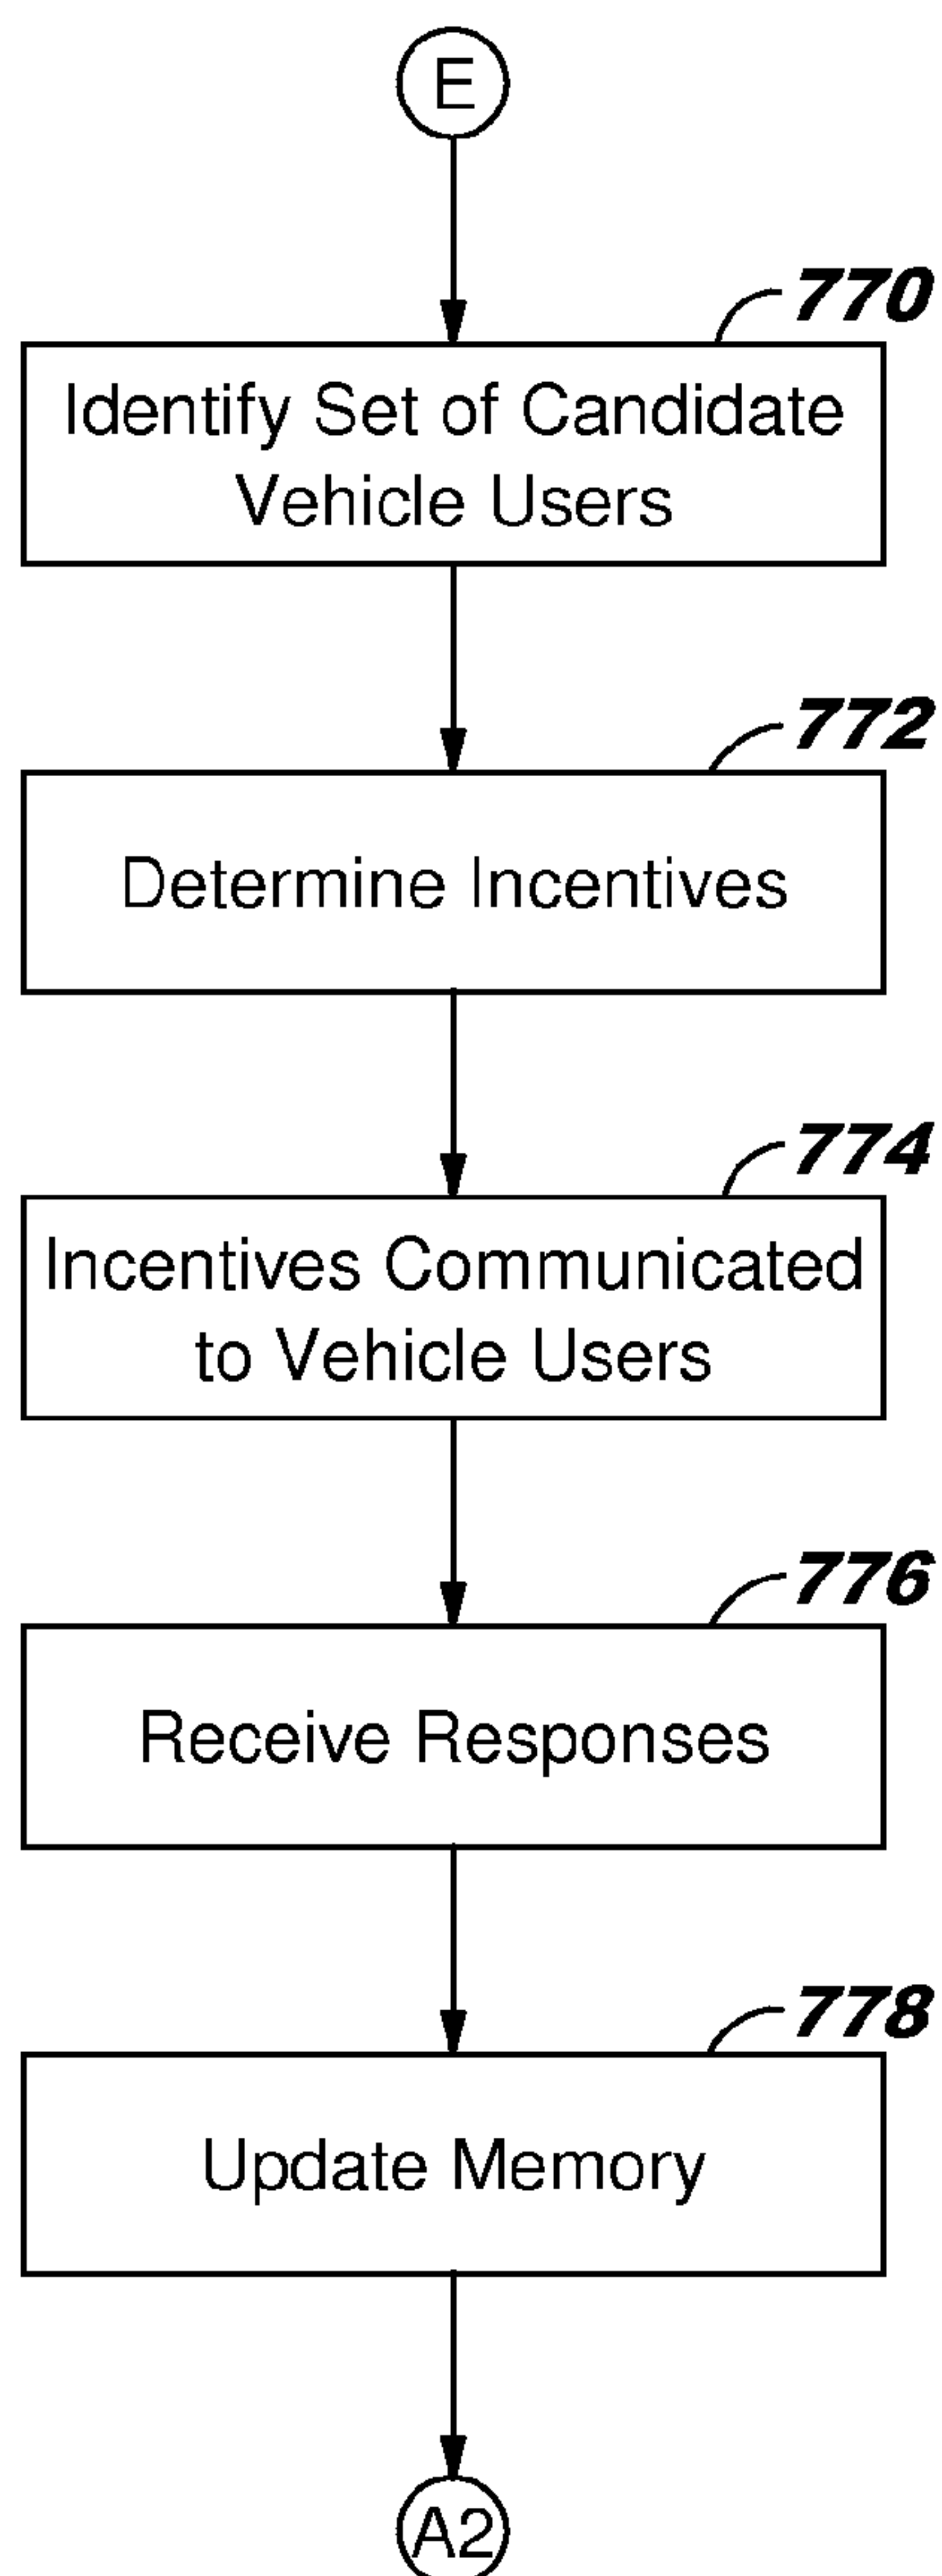 E
770
Identify Set of Candidate
Vehicle Users
772
Determine Incentives
774
Incentives Communicated
to Vehicle Users
776
Receive Responses
778
Update Memory
A2